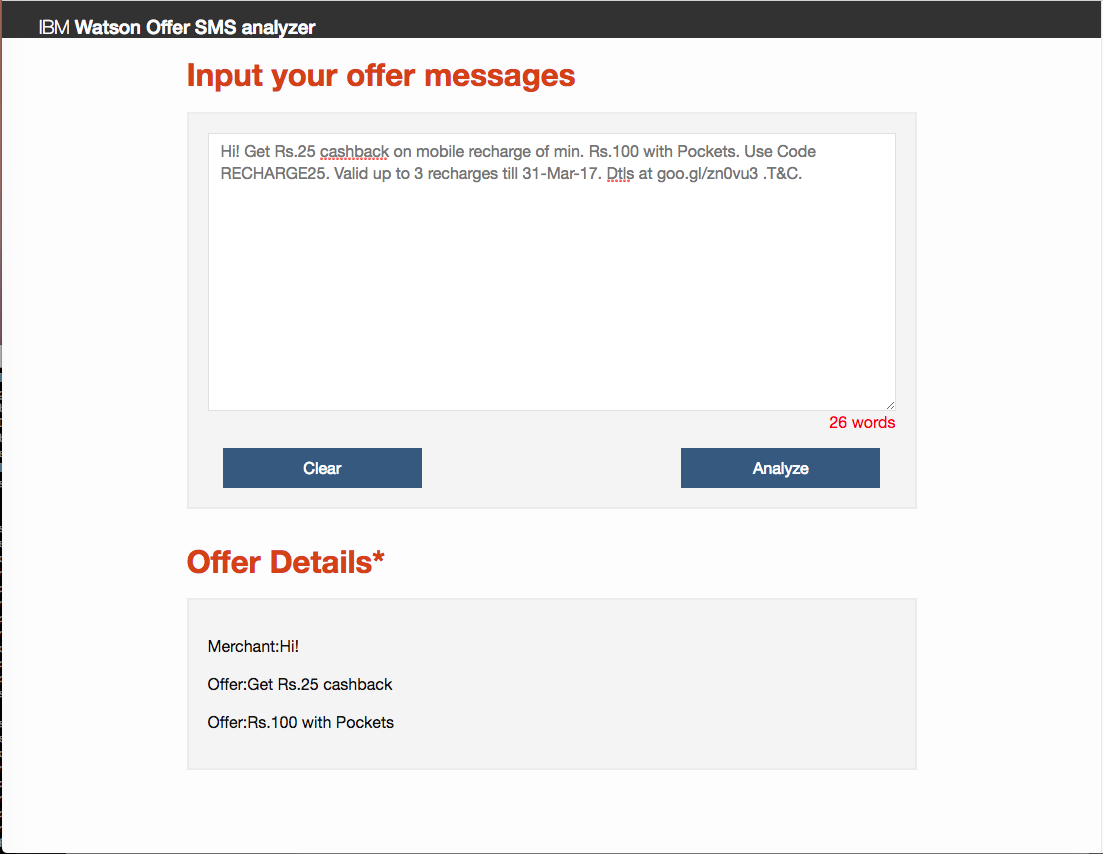 IBM Watson Offer SMS analyzer
Input your offer messages
Hi! Get Rs.25 cashback on mobile recharge of min. Rs.100 with Pockets. Use Code
RECHARGE25. Valid up to 3 recharges till 31-Mar-17. Dtls at goo.gl/zn0vu3 .T&C.
26 words
Clear
Analyze
Offer Details*
Merchant:Hi!
Offer:Get Rs.25 cashback
Offer:Rs.100 with Pockets